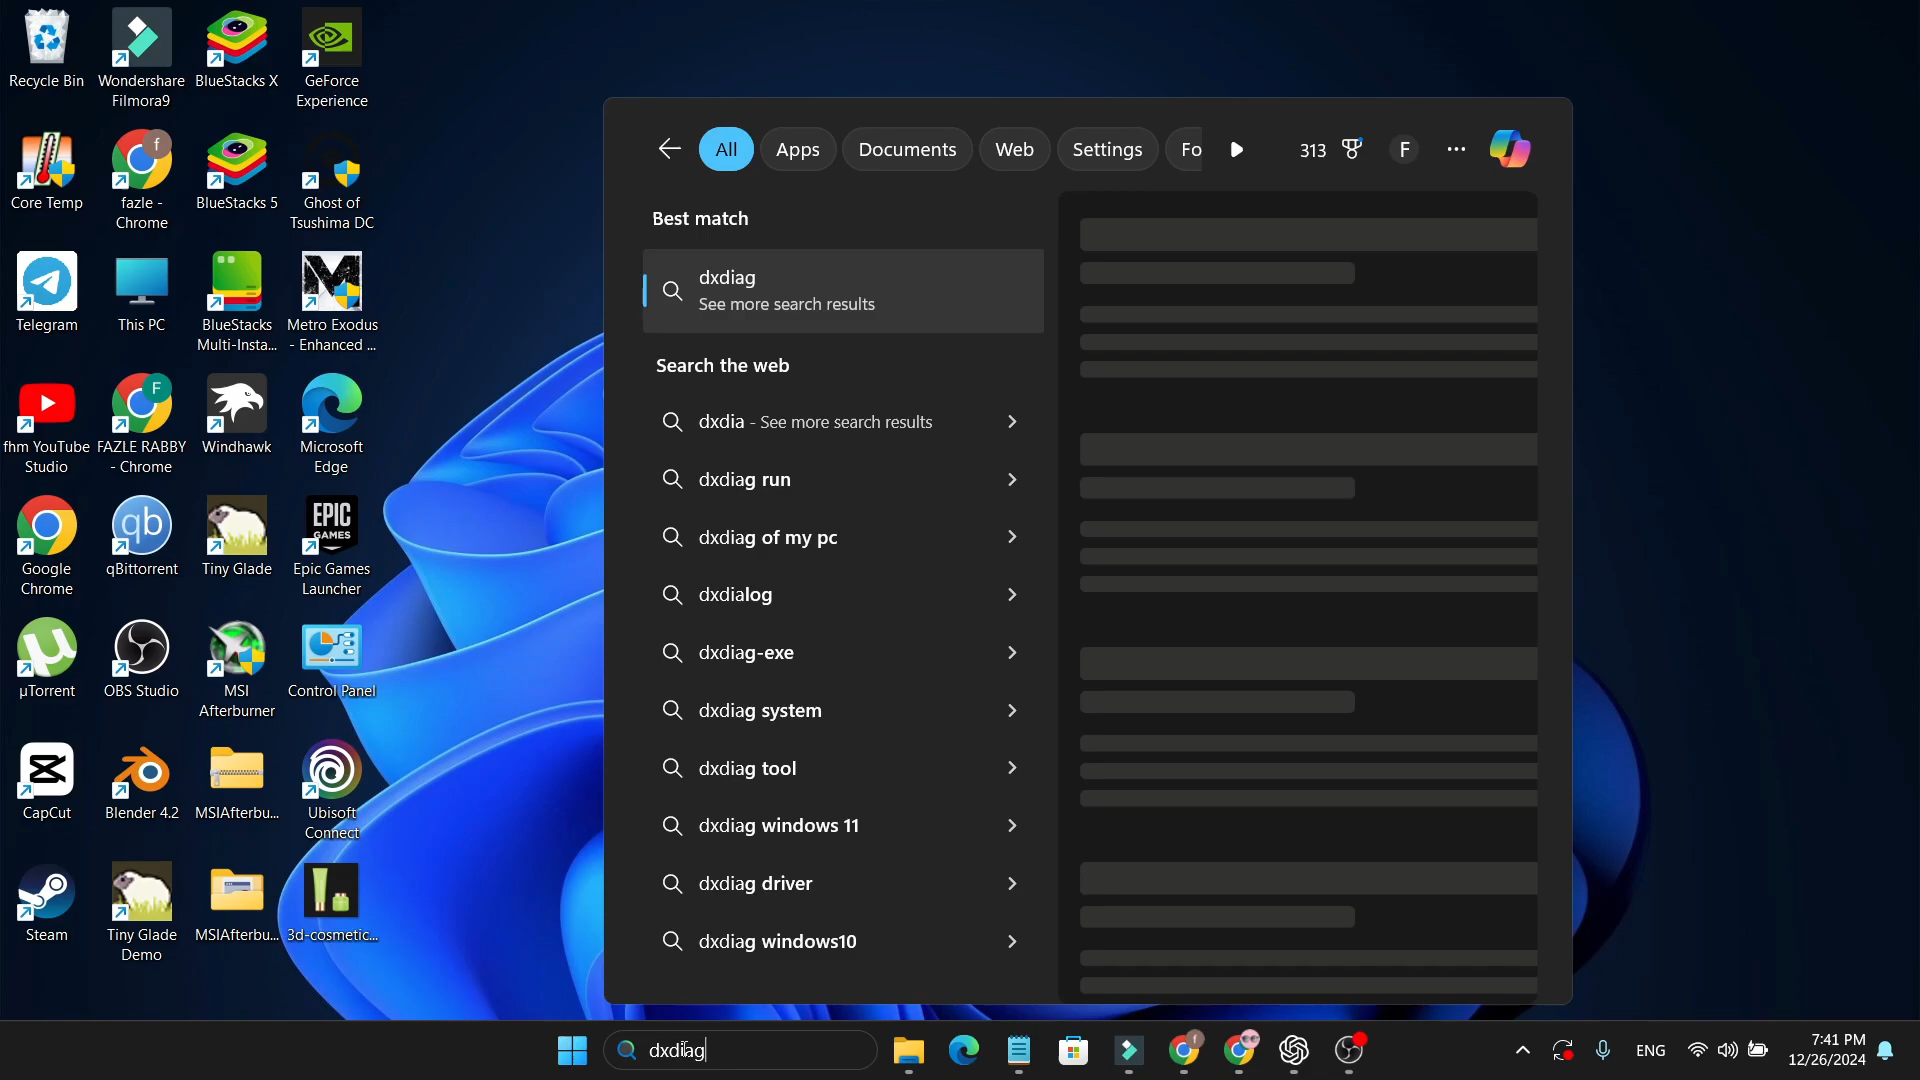 Recycle Bin
Wondershare
Filmora9
BlueStacks X
GeForce
Experience
Core Temp
f
fazle -
Chrome
BlueStacks 5
Ghost of
Tsushima DC
Telegram
This PC
BlueStacks
Multi-Insta...
Metro Exodus
- Enhanced ...
fhm YouTube
Studio
F
FAZLE RABBY
- Chrome
Windhawk
Microsoft
Edge
Google
Chrome
qb
qBittorrent
Tiny Glade
EPIC
GAMES
Epic Games
Launcher
µTorrent
OBS Studio
MSI
Afterburner
Control Panel
CapCut
Blender 4.2
MSIAfterbu...
Ubisoft
Connect
Steam
Tiny Glade
Demo
MSIAfterbu...
3d-cosmetic...
All
Apps
Documents
Web
Settings
Fo
313
F
Best match
dxdiag
See more search results
Search the web
dxdia - See more search results
dxdiag run
dxdiag of my pc
dxdialog
dxdiag-exe
dxdiag system
dxdiag tool
dxdiag windows 11
dxdiag driver
dxdiag windows10
dxdiag
f
ENG
7:41 PM
12/26/2024